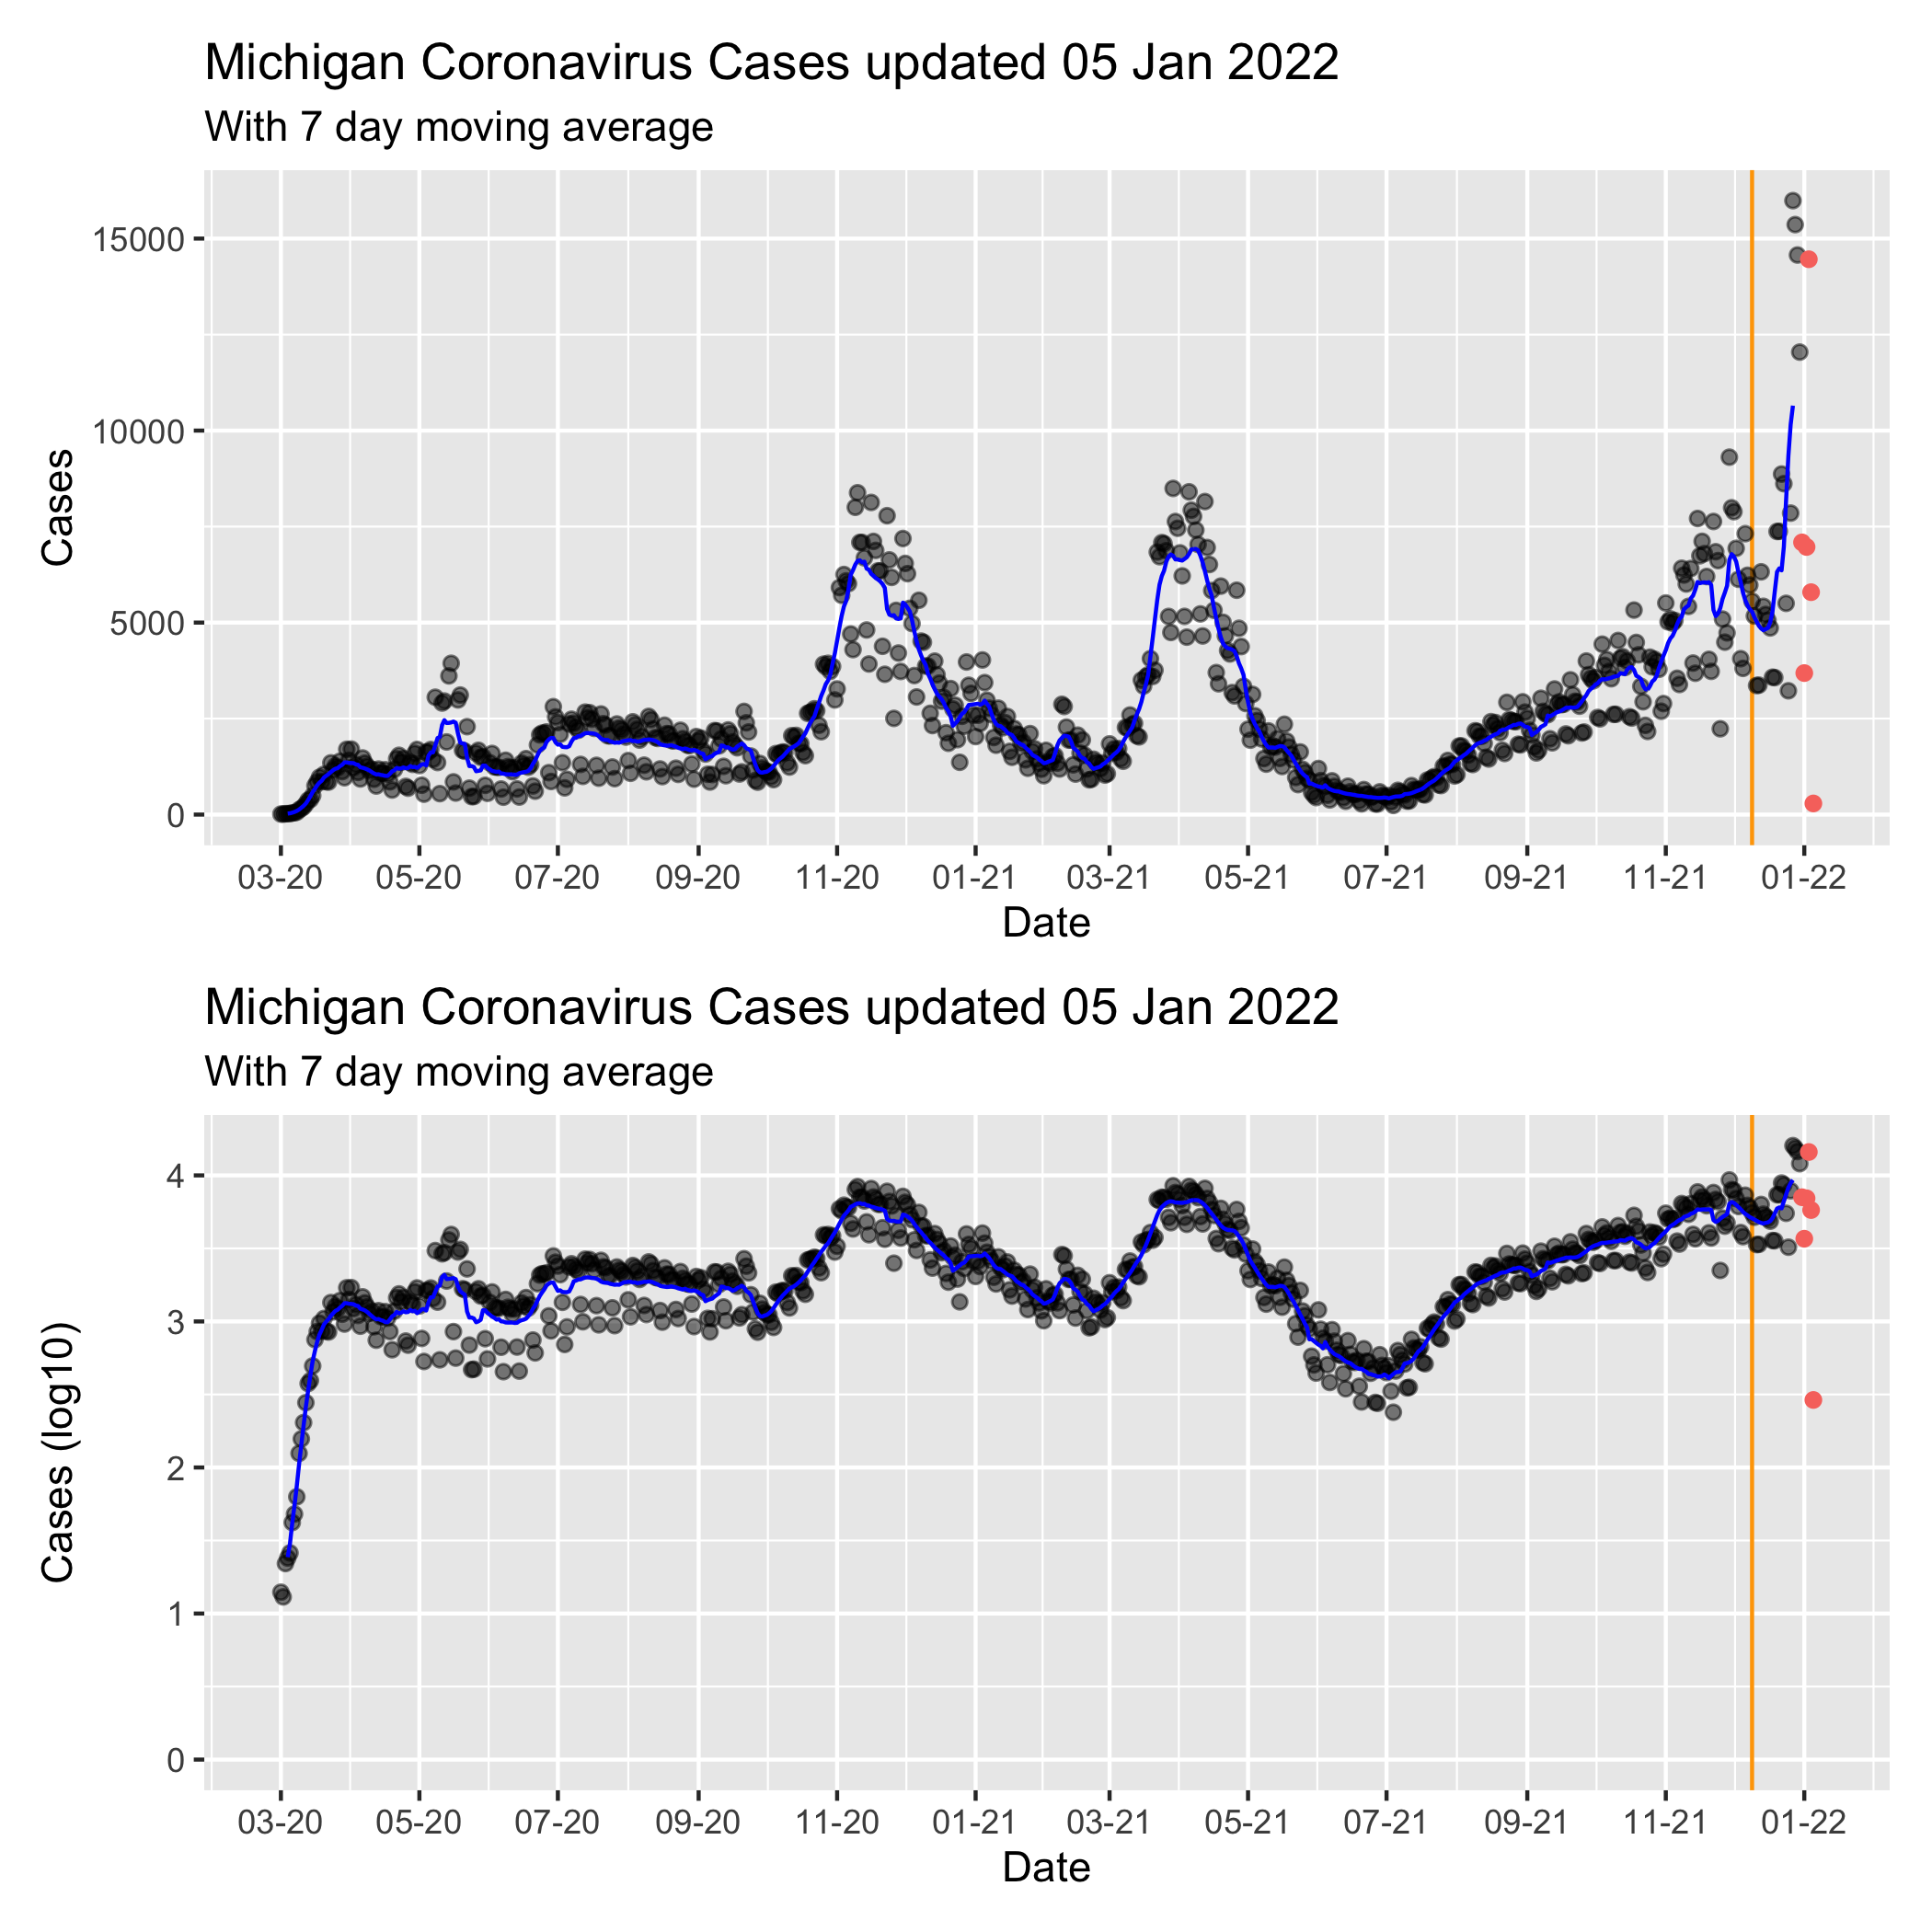 Michigan Coronavirus Cases updated 05 Jan 2022
With 7 day moving average
Cases
15000
10000
5000
0
03-20 05-20 07-20 09-20 11-20 01-21 03-21 05-21 07-21 09-21 11-21 01-22
Date
Michigan Coronavirus Cases updated 05 Jan 2022
With 7 day moving average
Cases (log10)
4
3
2
1
0
03-20 05-20 07-20 09-20 11-20 01-21 03-21 05-21 07-21 09-21 11-21 01-22
Date